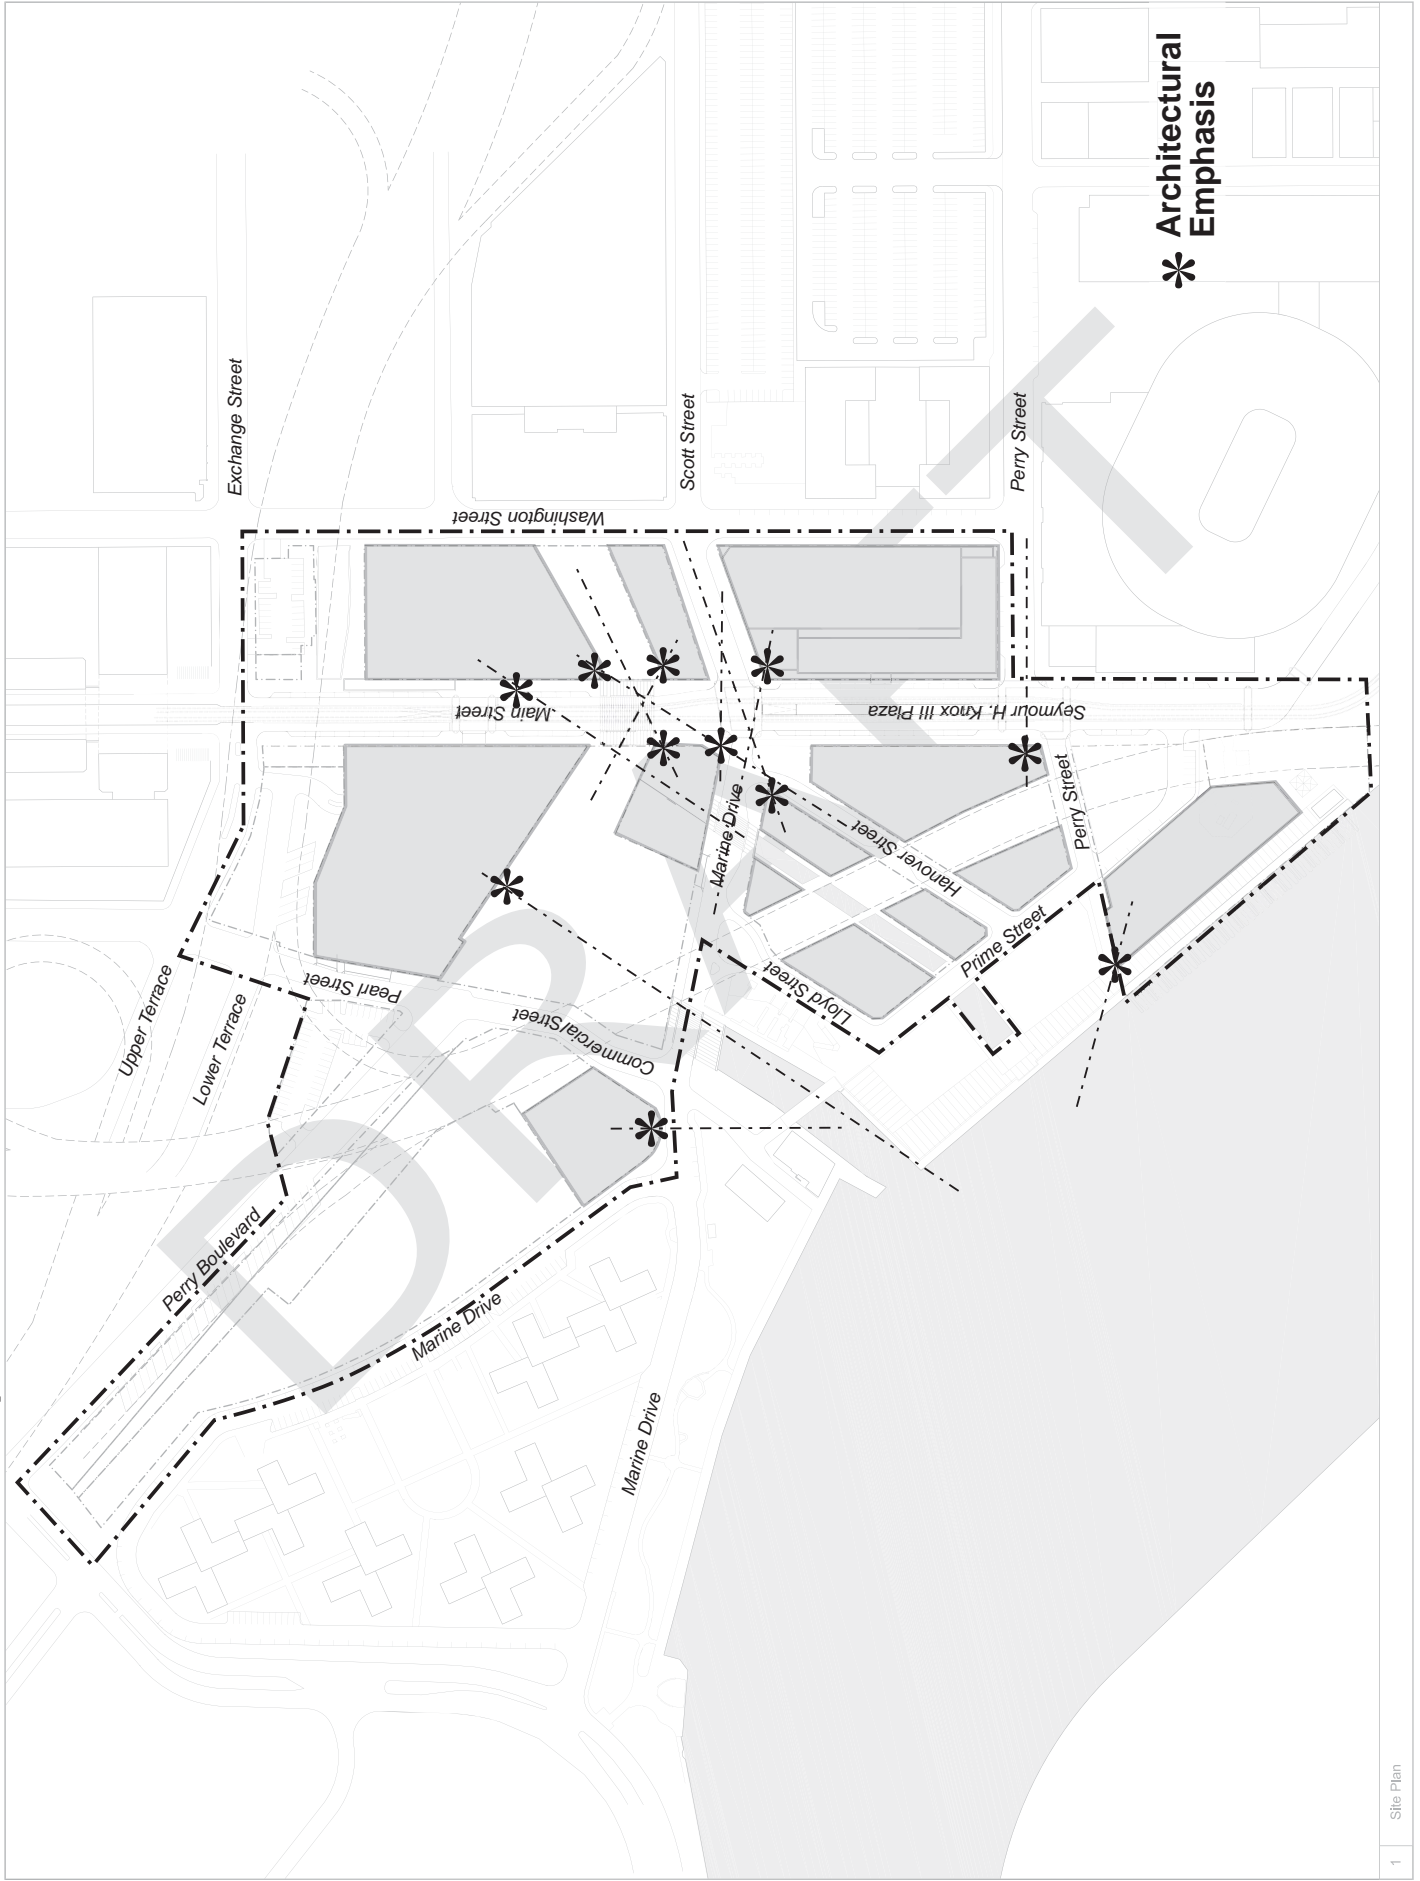 Architectural
Emphasis
Exchange Street
Scott Street
Perry Street
Washington Street
Main Street
Seymour H. Knox III Plaza
Marine Drive
Hanover Street
Perry Street
Prime Street
Lloyd Street
Pearl Street
Commercial Street
Upper Terrace
Lower Terrace
Perry Boulevard
Marine Drive
Marine Drive
DRAFT
1
Site Plan